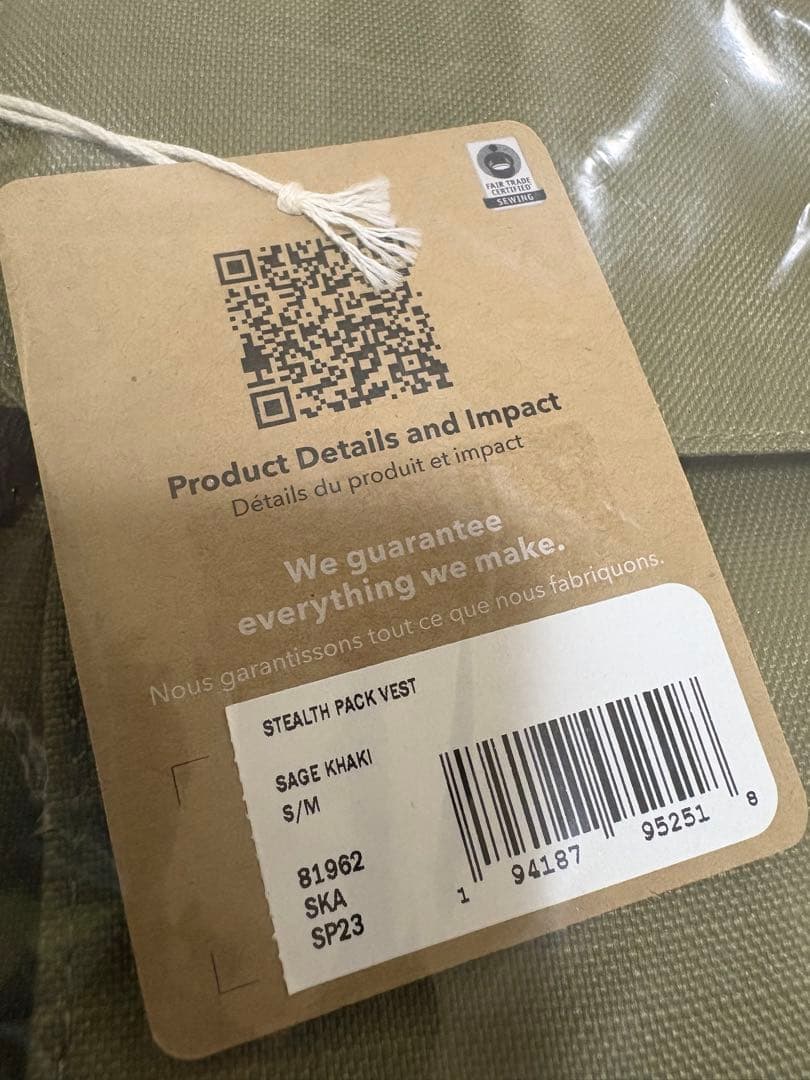 FAIR TRADE
CERTIFIED
SEWING
Product Details and Impact
Détails du produit et impact
We guarantee
everything we make.
Nous garantissons tout ce que nous fabriquons.
STEALTH PACK VEST
SAGE KHAKI
S/M
81962
SKA
SP23
1 94187 95251 8